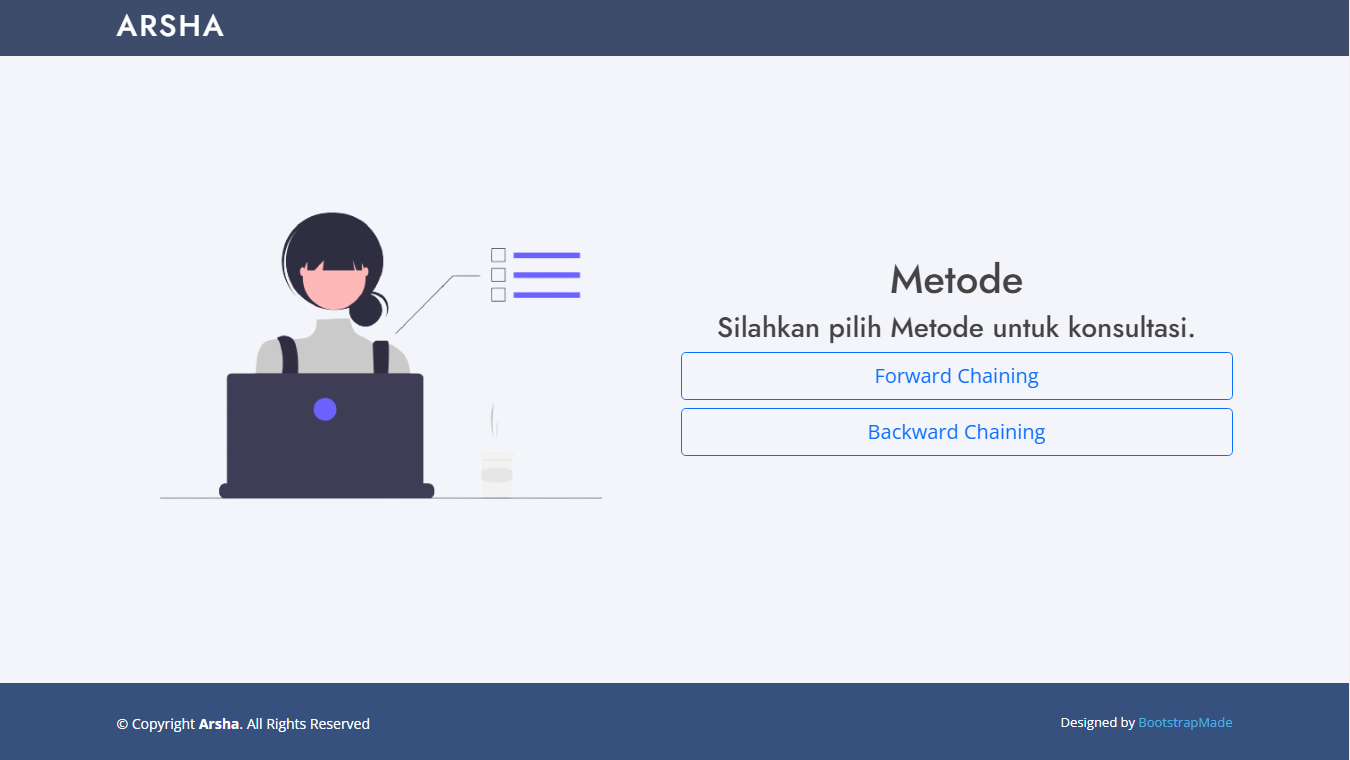 ARSHA
Metode
Silahkan pilih Metode untuk konsultasi.
Forward Chaining
Backward Chaining
© Copyright Arsha. All Rights Reserved
Designed by BootstrapMade